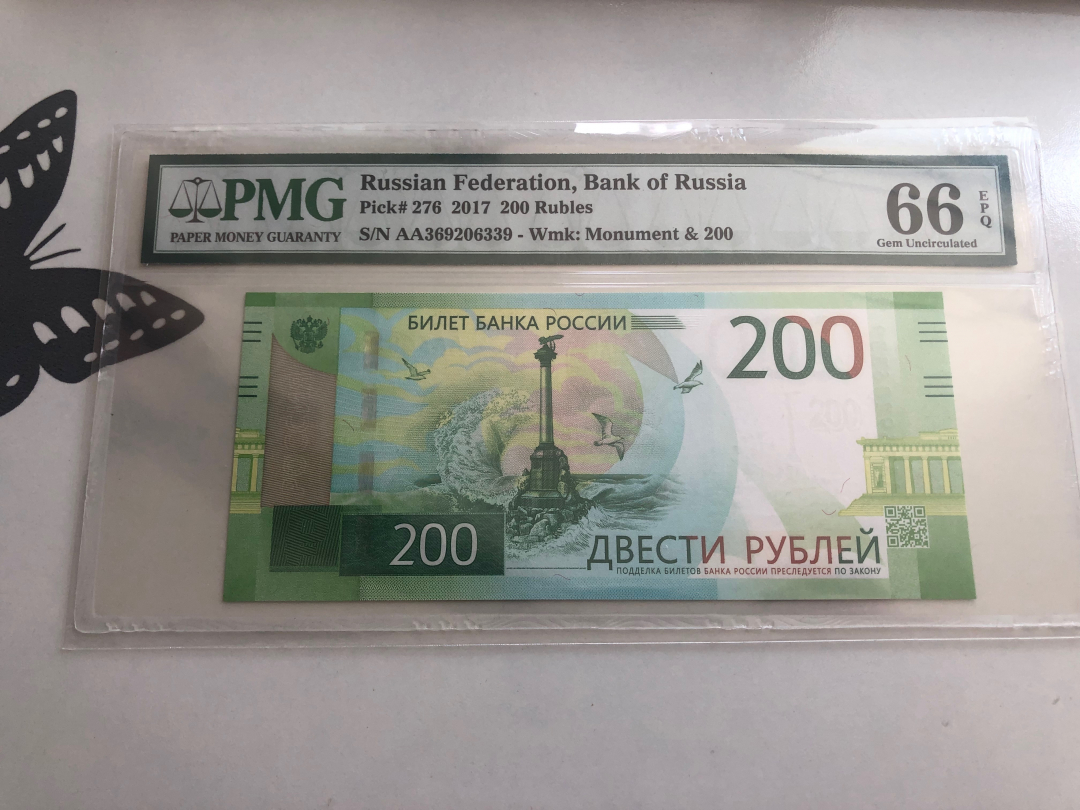 PMG
PAPER MONEY GUARANTY
Russian Federation, Bank of Russia
Pick# 276 2017 200 Rubles
S/N AA369206339 - Wmk: Monument & 200
66
EPQ
Gem Uncirculated
БИЛЕТ БАНКА РОССИИ
200
200
ДВЕСТИ РУБЛЕЙ
ПОДДЕЛКА БИЛЕТОВ БАНКА РОССИИ ПРЕСЛЕДУЕТСЯ ПО ЗАКОНУ